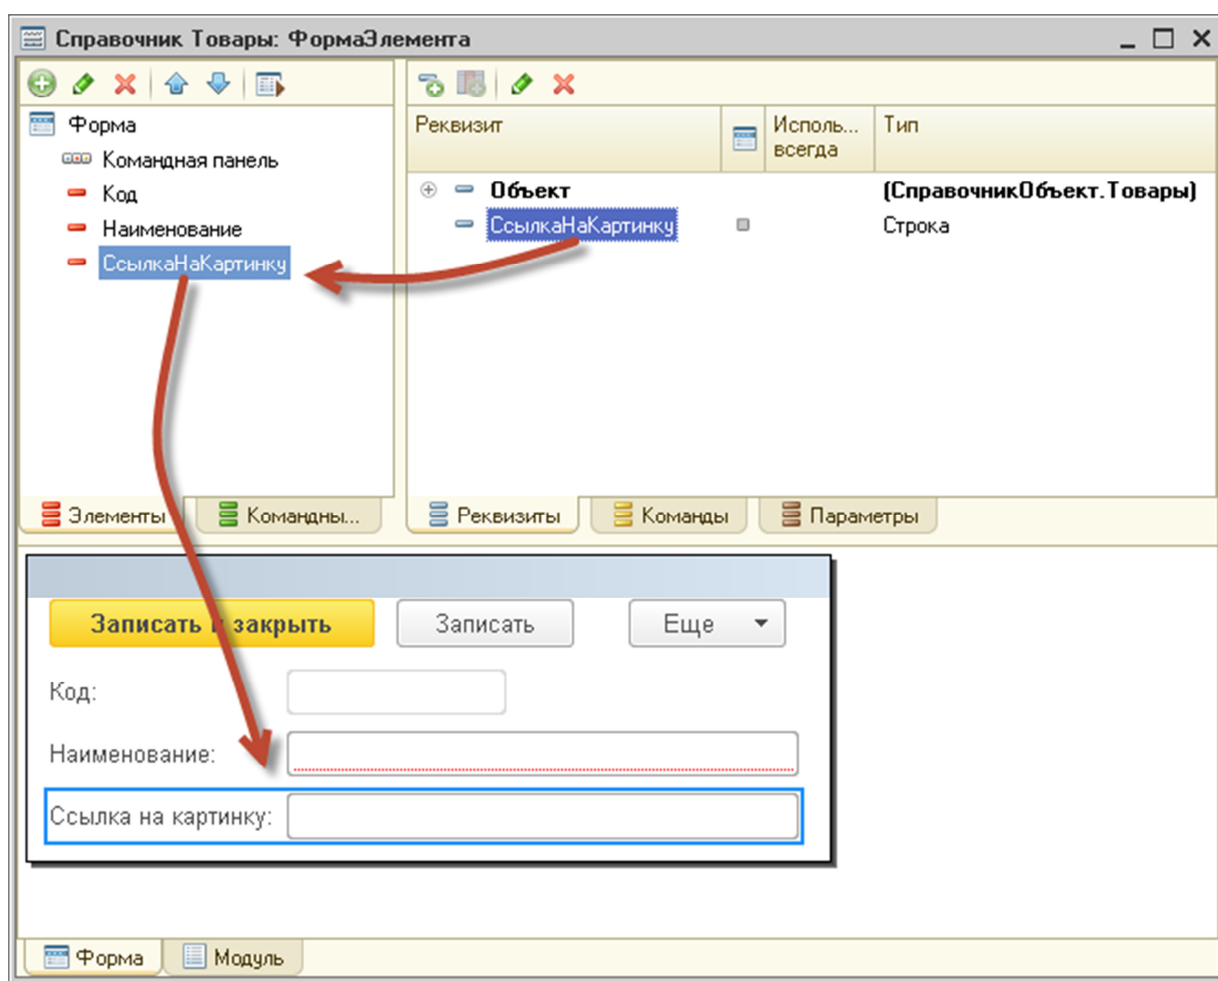 Справочник Товары: ФормаЭлемента
Форма
Командная панель
Код
Наименование
СсылкаНаКартинку
Реквизит
Исполь...
всегда
Тип
Объект
(СправочникОбъект.Товары)
СсылкаНаКартинку
Строка
Элементы
Командны...
Реквизиты
Команды
Параметры
Записать и закрыть
Записать
Еще
Код:
Наименование:
Ссылка на картинку:
Форма
Модуль